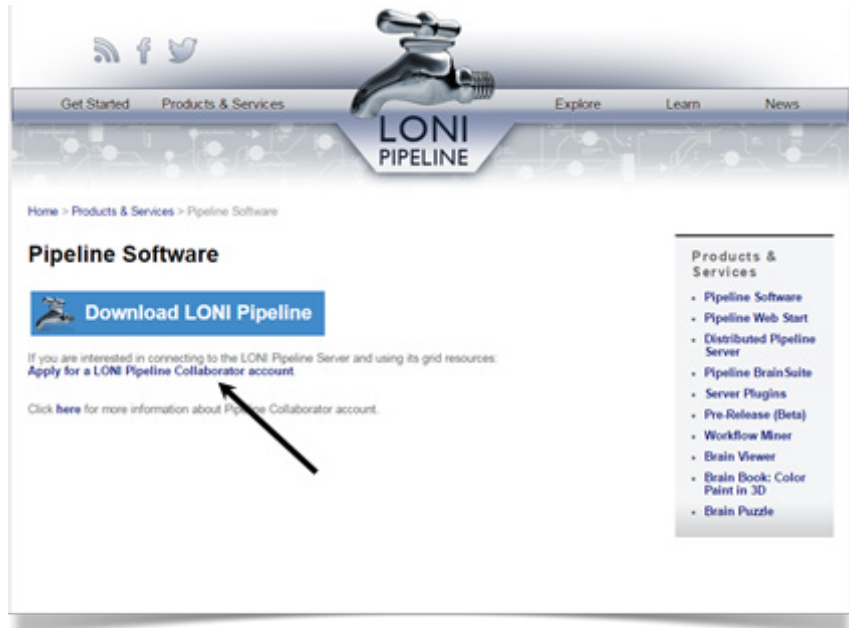 Get Started Products & Services Explore Learn News
LONI
PIPELINE
Home > Products & Services > Pipeline Software
Pipeline Software
Download LONI Pipeline
If you are interested in connecting to the LONI Pipeline Server and using its grid resources:
Apply for a LONI Pipeline Collaborator account.
Click here for more information about Pipeline Collaborator account.
Products &
Services
Pipeline Software
Pipeline Web Start
Distributed Pipeline
Server
Pipeline BrainSuite
Server Plugins
Pre-Release (Beta)
Workflow Miner
Brain Viewer
Brain Book: Color
Paint in 3D
Brain Puzzle